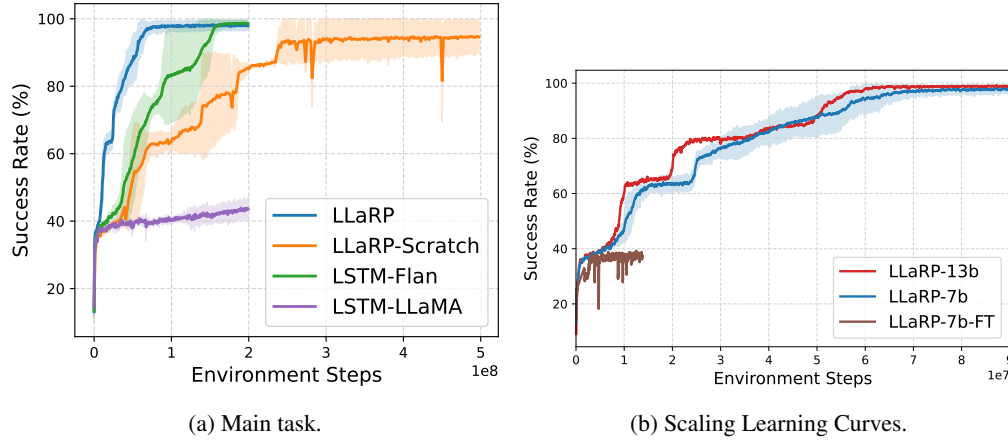 100
80
60
40
20
Success Rate (%)
LLaRP
LLaRP-Scratch
LSTM-Flan
LSTM-LLaMA
0 1 2 3 4 5
1e8
Environment Steps
(a) Main task.
100
80
60
40
20
Success Rate (%)
LLaRP-13b
LLaRP-7b
LLaRP-7b-FT
0 1 2 3 4 5 6 7 8 9
1e7
Environment Steps
(b) Scaling Learning Curves.